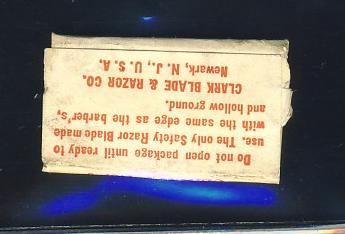 Do not open package until ready to
use. The only Safety Razor Blade made
with the same edge as the barber's,
and hollow ground.
CLARK BLADE & RAZOR CO.
Newark, N. J., U. S. A.